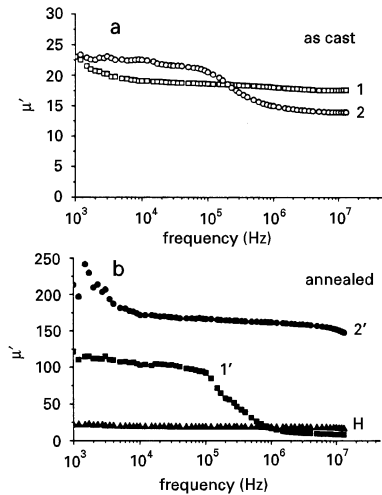 a
as cast
30
25
20
15
10
5
0
μ′
1
2
10³ 10⁴ 10⁵ 10⁶ 10⁷
frequency (Hz)
b
annealed
250
200
150
100
50
0
μ′
2′
1′
H
10³ 10⁴ 10⁵ 10⁶ 10⁷
frequency (Hz)